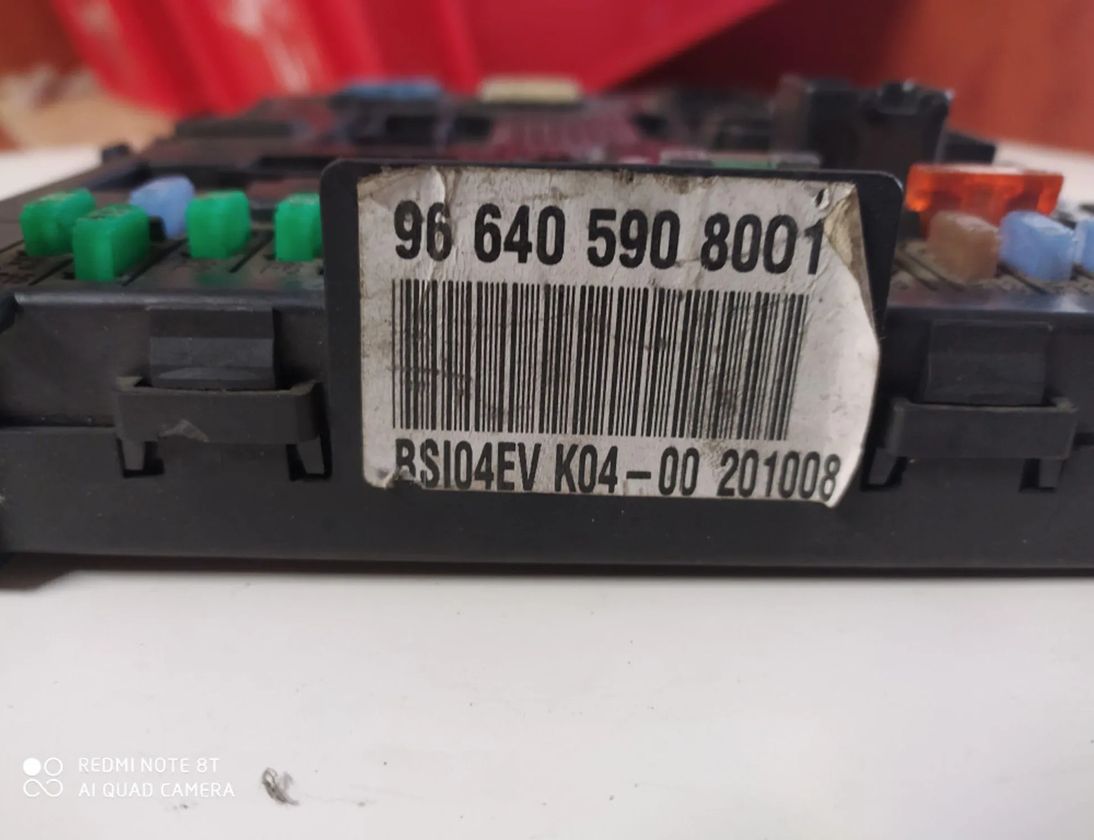 96 640 590 8001
BSI04EV K04-00 201008
REDMI NOTE 8T
AI QUAD CAMERA